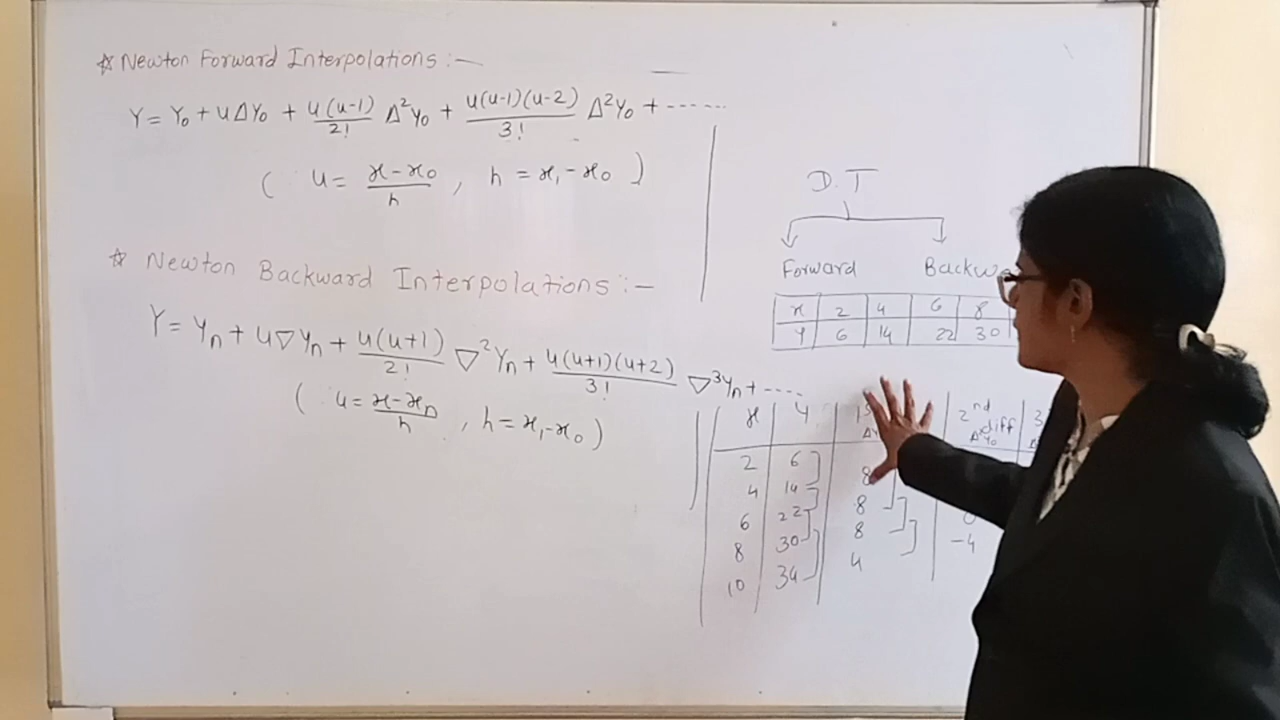 ☆ Newton Forward Interpolations :-
Y = Y₀ + uΔY₀ + u(u-1)/2! Δ²Y₀ + u(u-1)(u-2)/3! Δ²Y₀ + ------
( u = x-x₀/h , h = x₁-x₀ )
☆ Newton Backward Interpolations :-
Y = Yₙ + u∇Yₙ + u(u+1)/2! ∇²Yₙ + u(u+1)(u+2)/3! ∇³Yₙ + ----
( u = x-xₙ/h , h = x₁-x₀ )
D.T
Forward
x 2 4 6 8
Y 6 14 22 30
x y 2nd diff
Δ²Y₀
2 6
4 14 8
6 22 8
8 30 8 -4
10 34 4